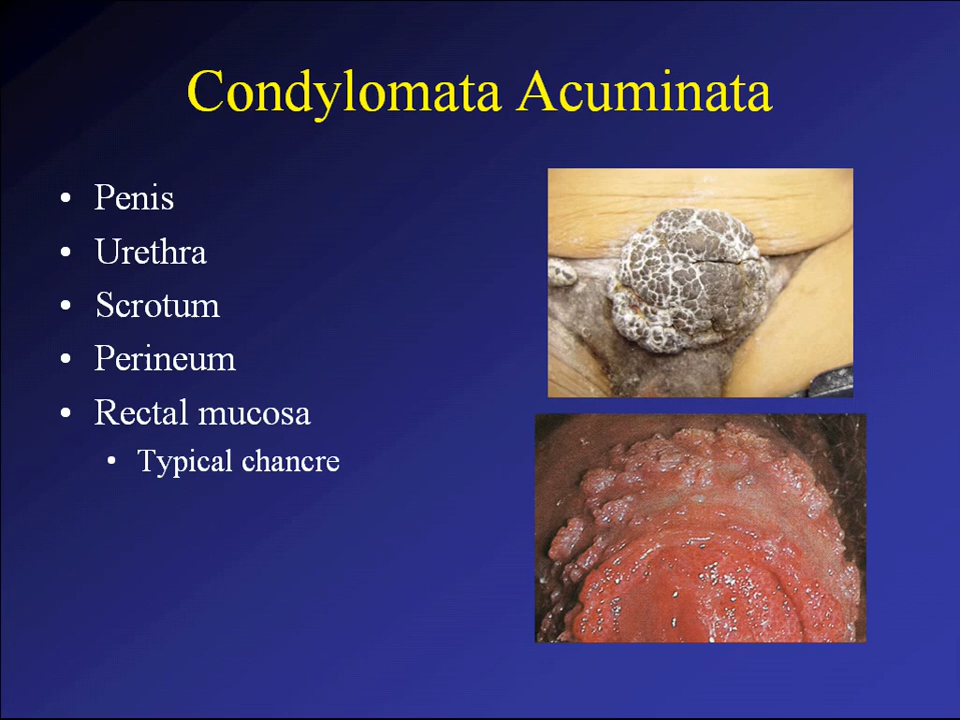 Condylomata Acuminata
• Penis
• Urethra
• Scrotum
• Perineum
• Rectal mucosa
• Typical chancre